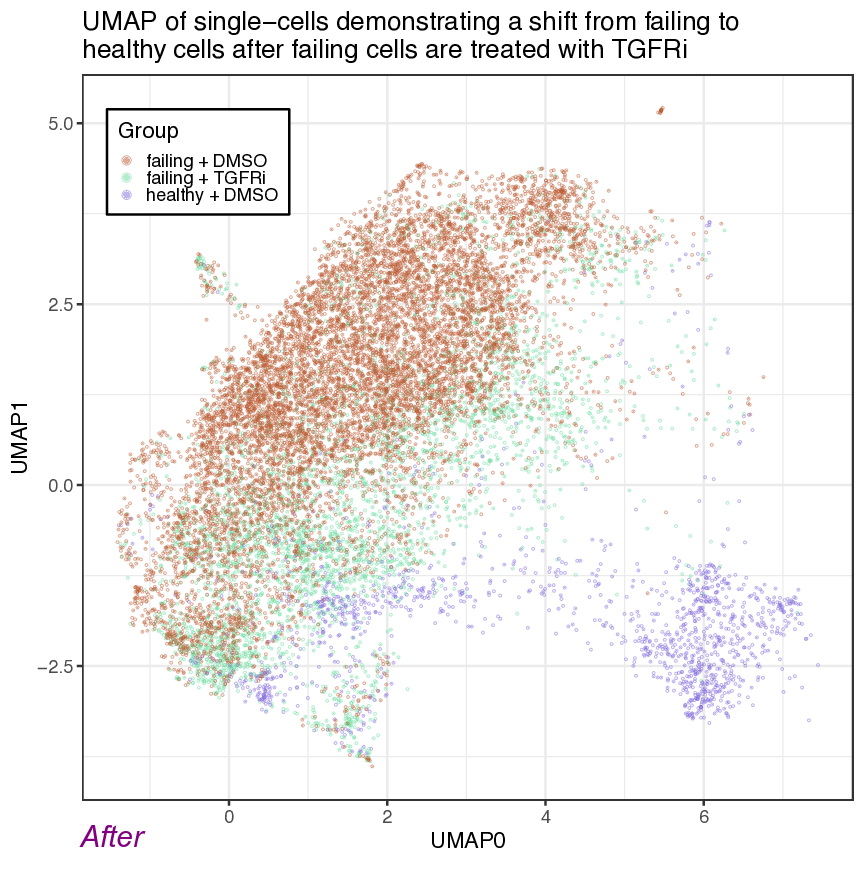 UMAP of single−cells demonstrating a shift from failing to
healthy cells after failing cells are treated with TGFRi
Group
failing + DMSO
failing + TGFRi
healthy + DMSO
5.0
2.5
0.0
−2.5
UMAP1
0 2 4 6
UMAP0
After